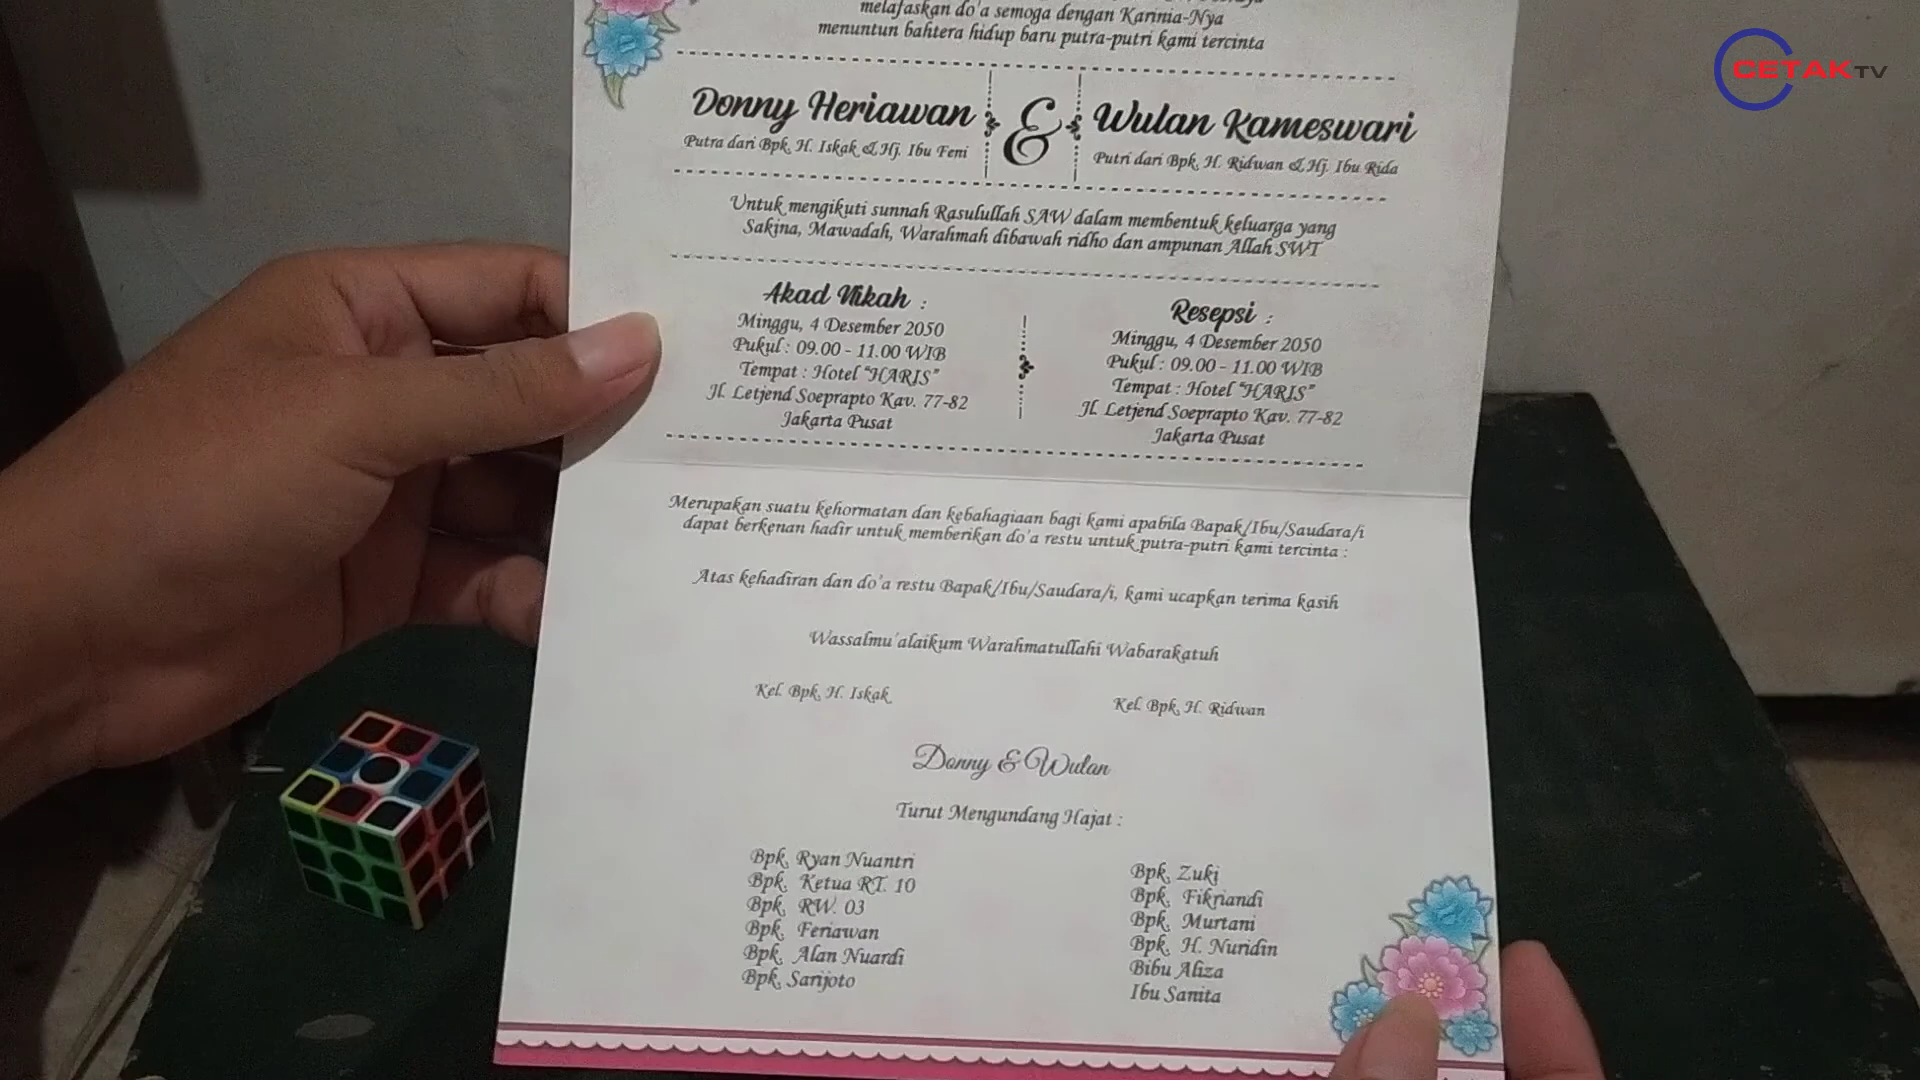 CETAK TV
melafaskan do'a semoga dengan Karinia-Nya
menuntun bahtera hidup baru putra-putri kami tercinta
Donny Heriawan & Wulan Kameswari
Putra dari Bpk. H. Iskak & Hj. Ibu Feni
Putri dari Bpk. H. Ridwan & Hj. Ibu Rida
Untuk mengikuti sunnah Rasulullah SAW dalam membentuk keluarga yang
Sakina, Mawadah, Warahmah dibawah ridho dan ampunan Allah SWT
Akad Nikah :
Minggu, 4 Desember 2050
Pukul : 09.00 - 11.00 WIB
Tempat : Hotel "HARIS"
Jl. Letjend Soeprapto Kav. 77-82
Jakarta Pusat
Resepsi :
Minggu, 4 Desember 2050
Pukul : 09.00 - 11.00 WIB
Tempat : Hotel "HARIS"
Jl. Letjend Soeprapto Kav. 77-82
Jakarta Pusat
Merupakan suatu kehormatan dan kebahagiaan bagi kami apabila Bapak/Ibu/Saudara/i
dapat berkenan hadir untuk memberikan do'a restu untuk putra-putri kami tercinta :
Atas kehadiran dan do'a restu Bapak/Ibu/Saudara/i, kami ucapkan terima kasih
Wassalmu'alaikum Warahmatullahi Wabarakatuh
Kel. Bpk. H. Iskak
Kel. Bpk. H. Ridwan
Donny & Wulan
Turut Mengundang Hajat :
Bpk. Ryan Nuantri
Bpk. Ketua RT. 10
Bpk. RW. 03
Bpk. Feriawan
Bpk. Alan Nuardi
Bpk. Sarijoto
Bpk. Zuki
Bpk. Fikriandi
Bpk. Murtani
Bpk. H. Nuridin
Bibu Aliza
Ibu Sanita